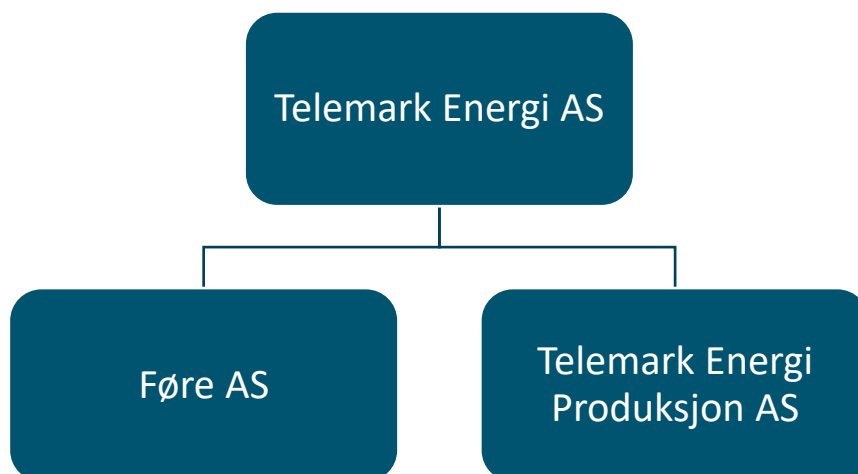 Telemark Energi AS
Føre AS
Telemark Energi
Produksjon AS